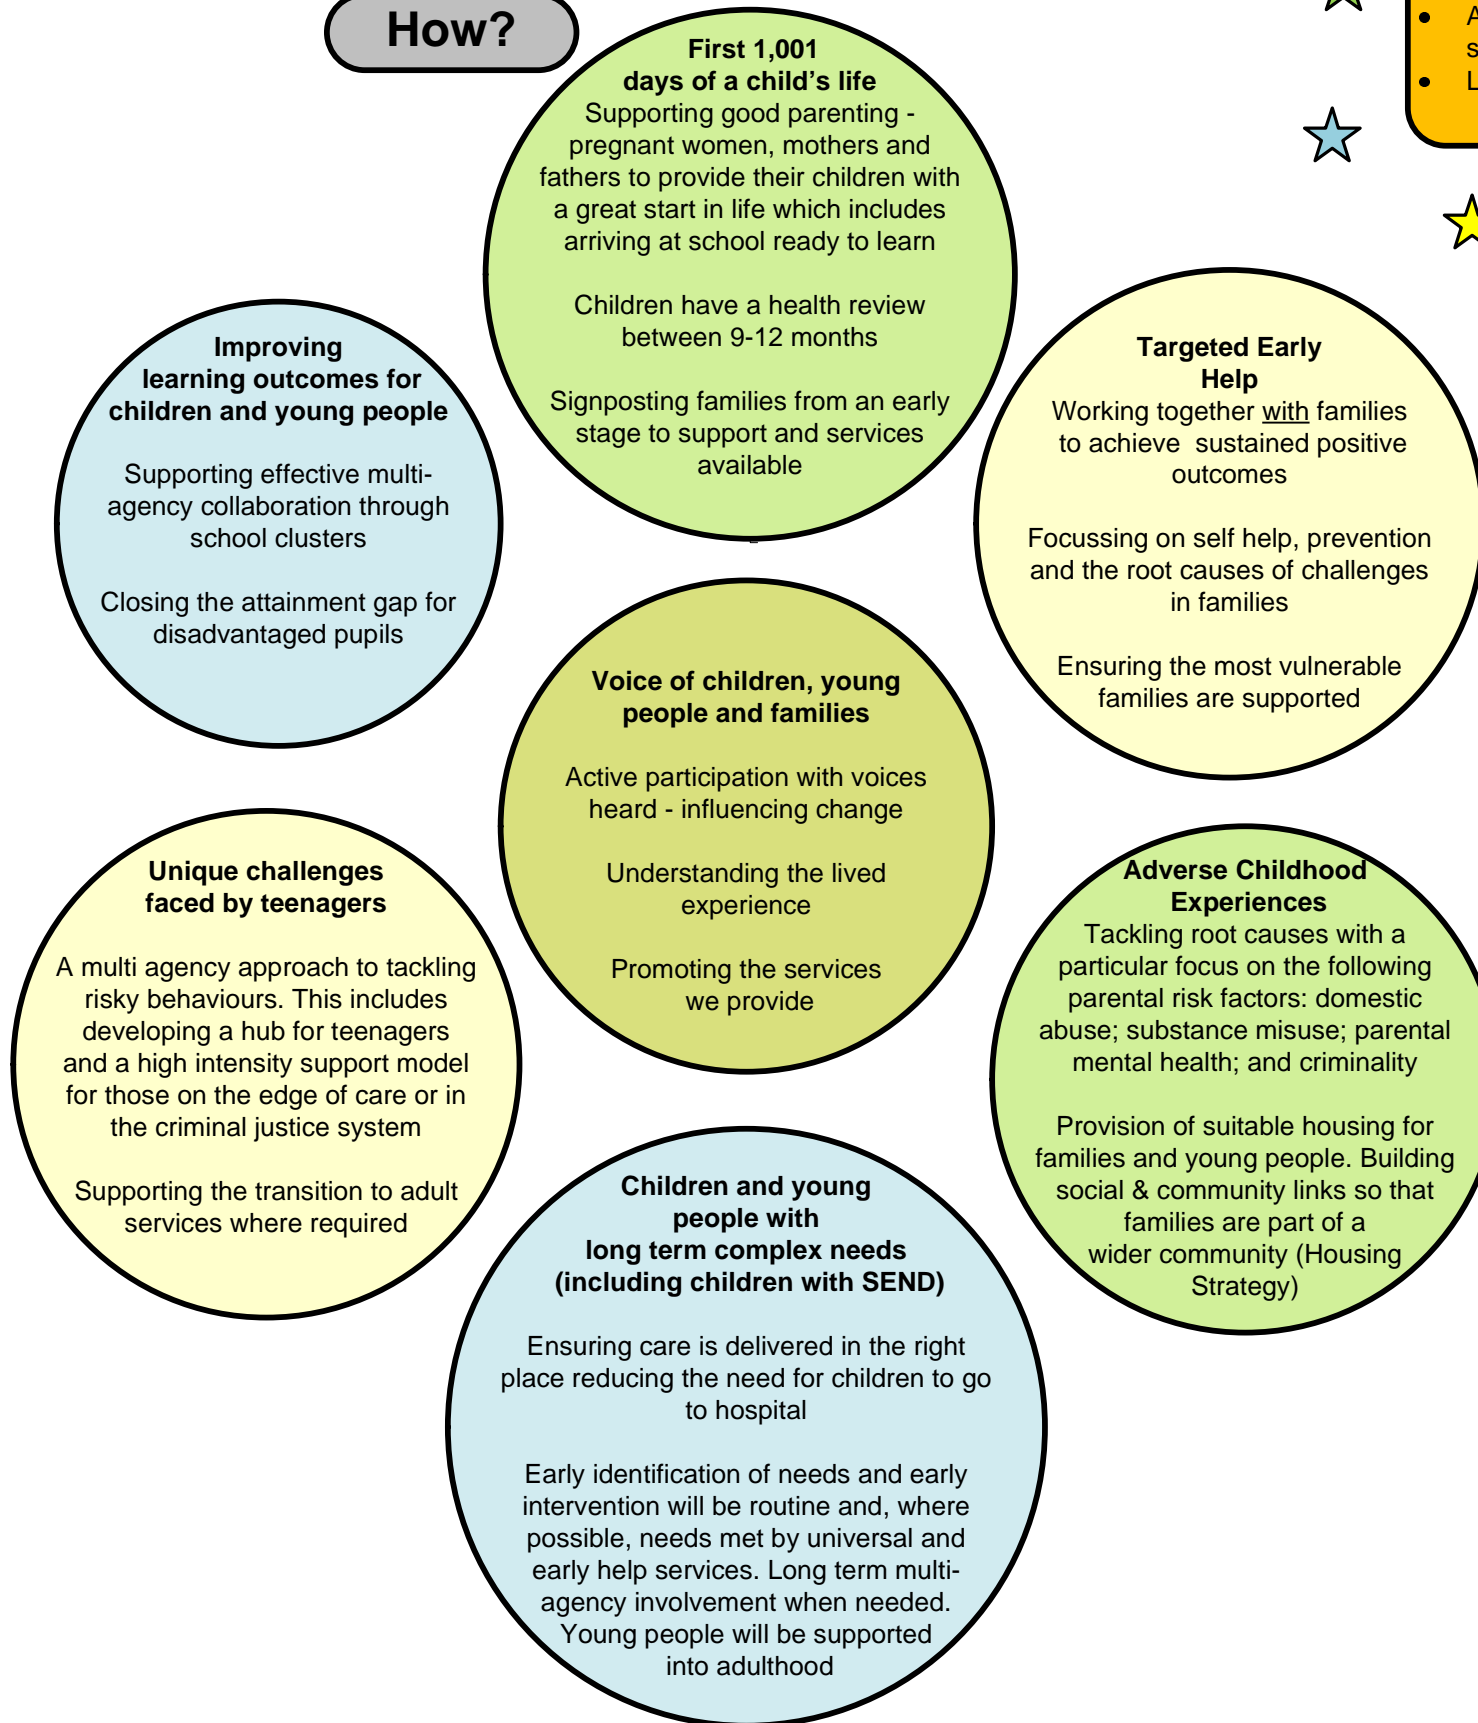 How?
First 1,001
days of a child’s life
Supporting good parenting -
pregnant women, mothers and
fathers to provide their children with
a great start in life which includes
arriving at school ready to learn
Children have a health review
between 9-12 months
Signposting families from an early
stage to support and services
available
Improving
learning outcomes for
children and young people
Supporting effective multi-
agency collaboration through
school clusters
Closing the attainment gap for
disadvantaged pupils
Targeted Early
Help
Working together with families
to achieve  sustained positive
outcomes
Focussing on self help, prevention
and the root causes of challenges
in families
Ensuring the most vulnerable
families are supported
Voice of children, young
people and families
Active participation with voices
heard - influencing change
Understanding the lived
experience
Promoting the services
we provide
Unique challenges
faced by teenagers
A multi agency approach to tackling
risky behaviours. This includes
developing a hub for teenagers
and a high intensity support model
for those on the edge of care or in
the criminal justice system
Supporting the transition to adult
services where required
Adverse Childhood
Experiences
Tackling root causes with a
particular focus on the following
parental risk factors: domestic
abuse; substance misuse; parental
mental health; and criminality
Provision of suitable housing for
families and young people. Building
social & community links so that
families are part of a
wider community (Housing
Strategy)
Children and young
people with
long term complex needs
(including children with SEND)
Ensuring care is delivered in the right
place reducing the need for children to go
to hospital
Early identification of needs and early
intervention will be routine and, where
possible, needs met by universal and
early help services. Long term multi-
agency involvement when needed.
Young people will be supported
into adulthood